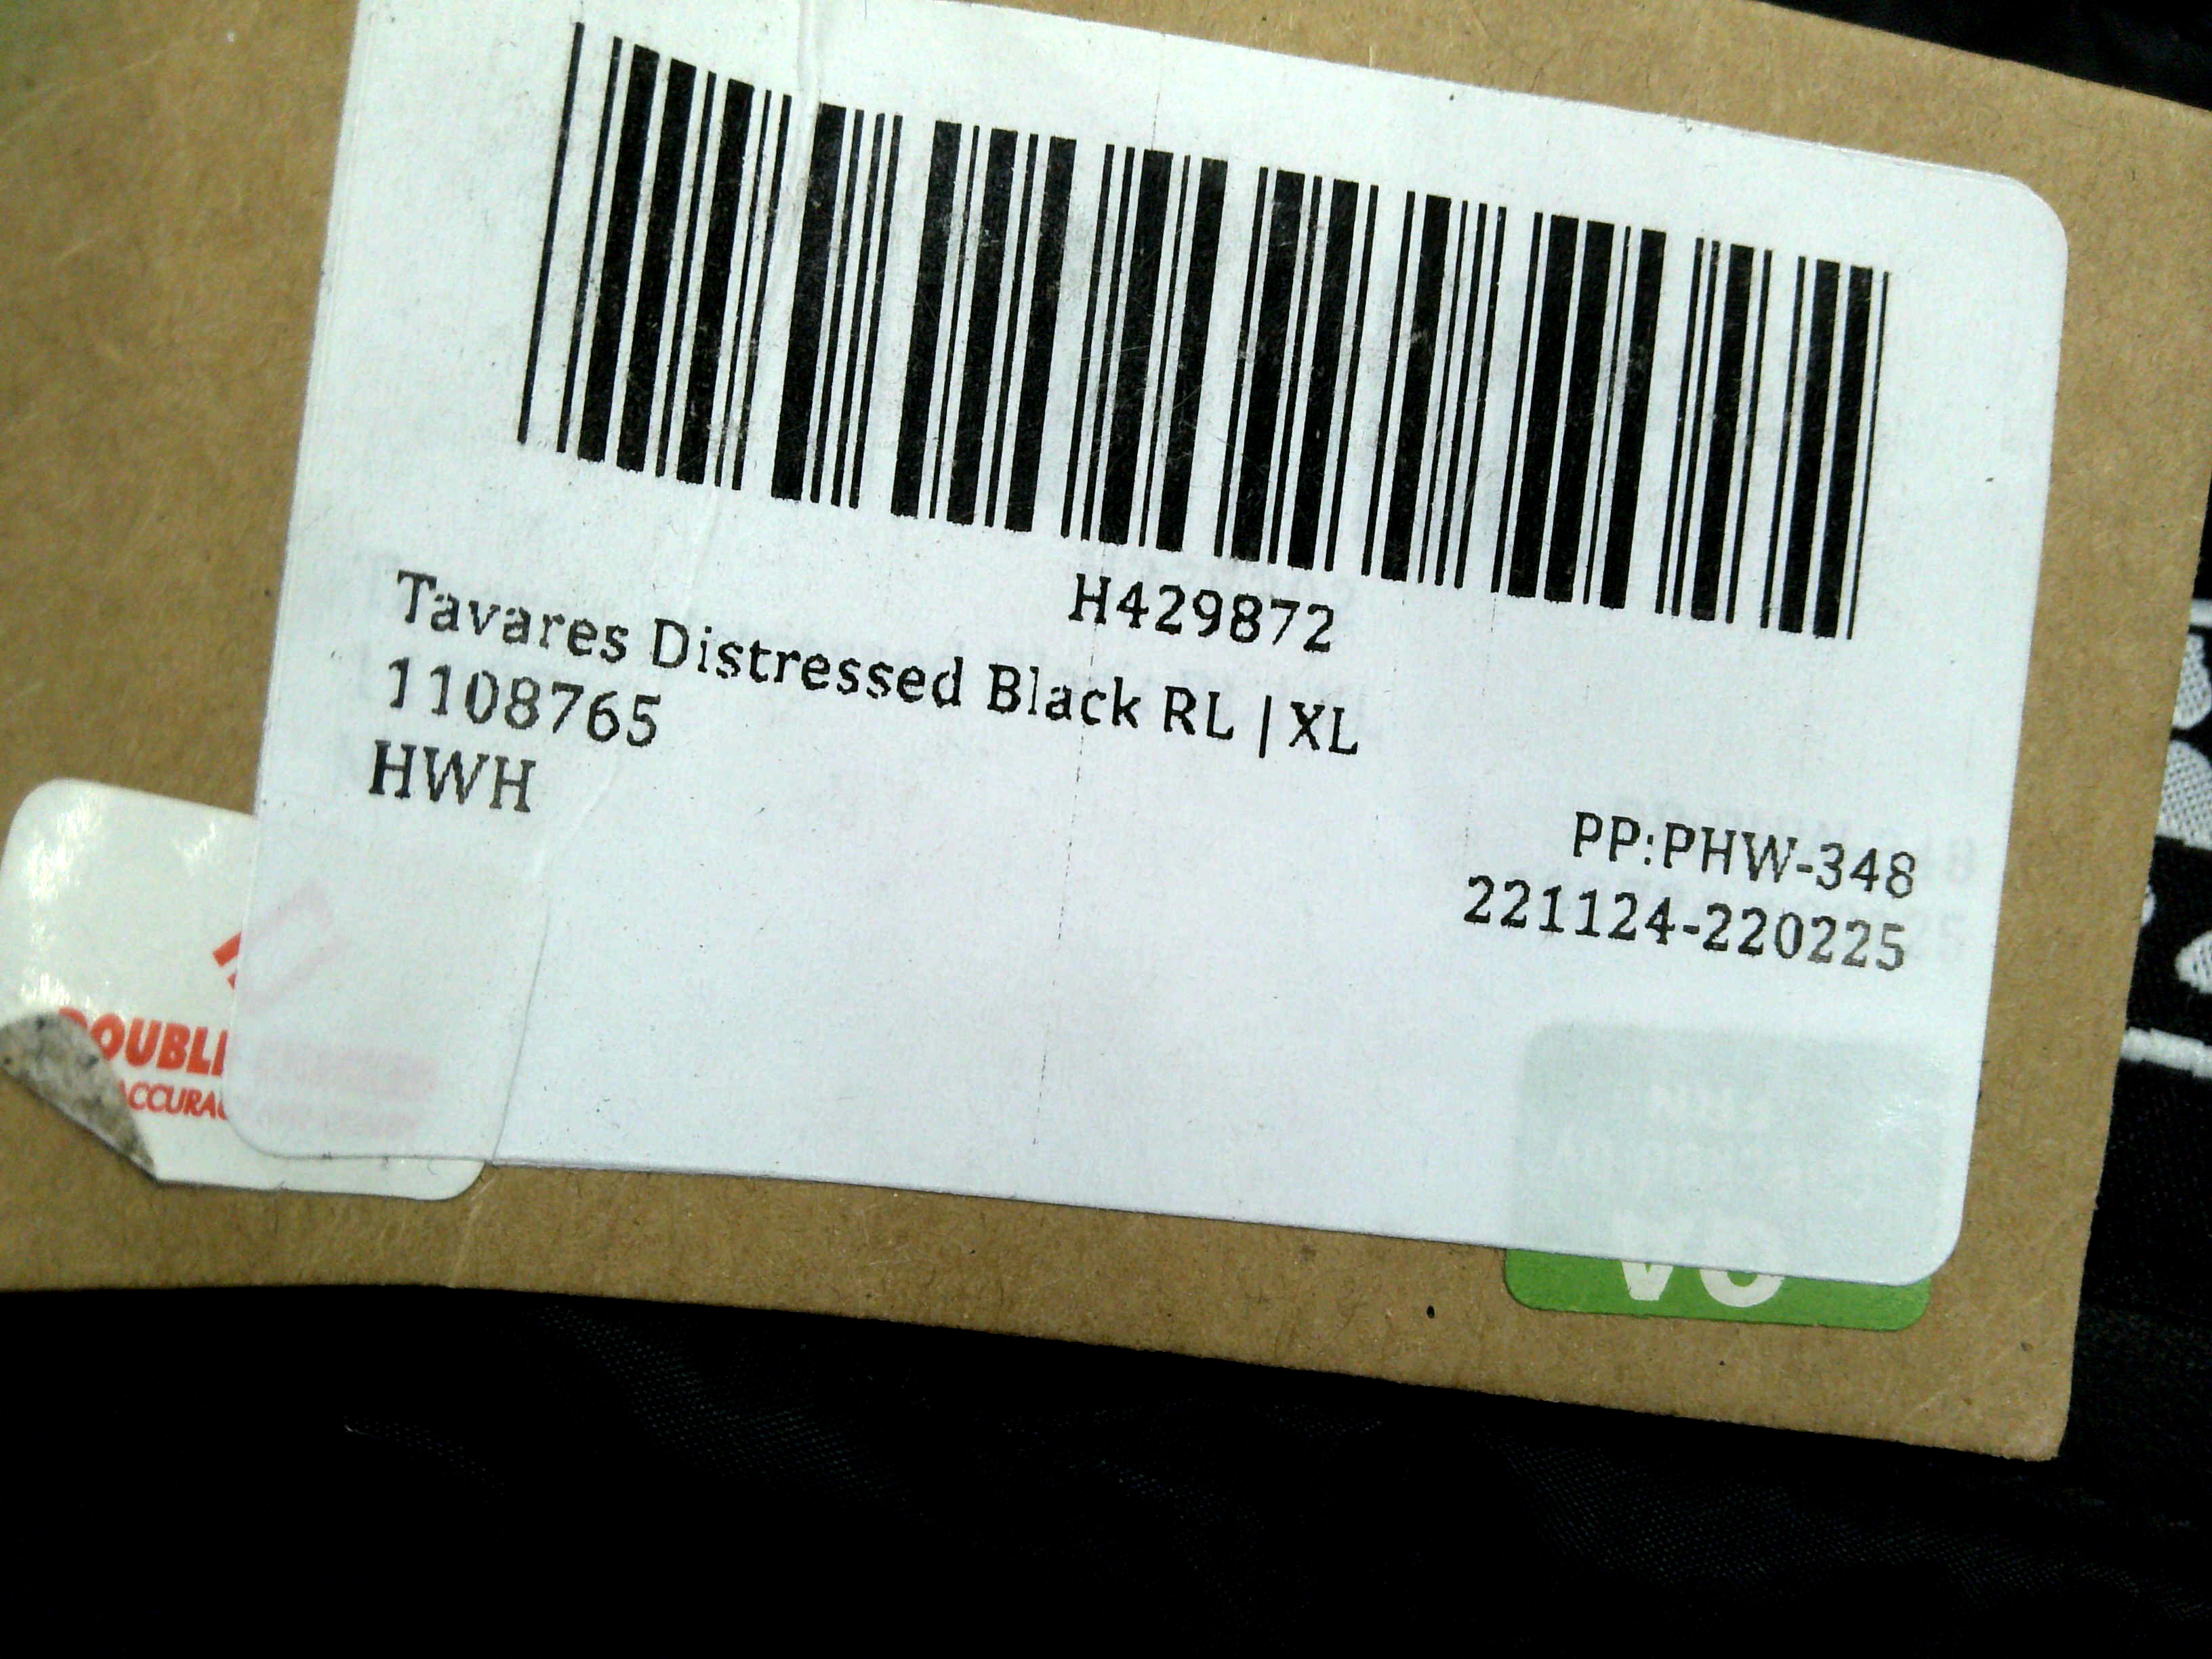 H429872
Tavares Distressed Black RL | XL
1108765
HWH
PP:PHW-348
221124-220225